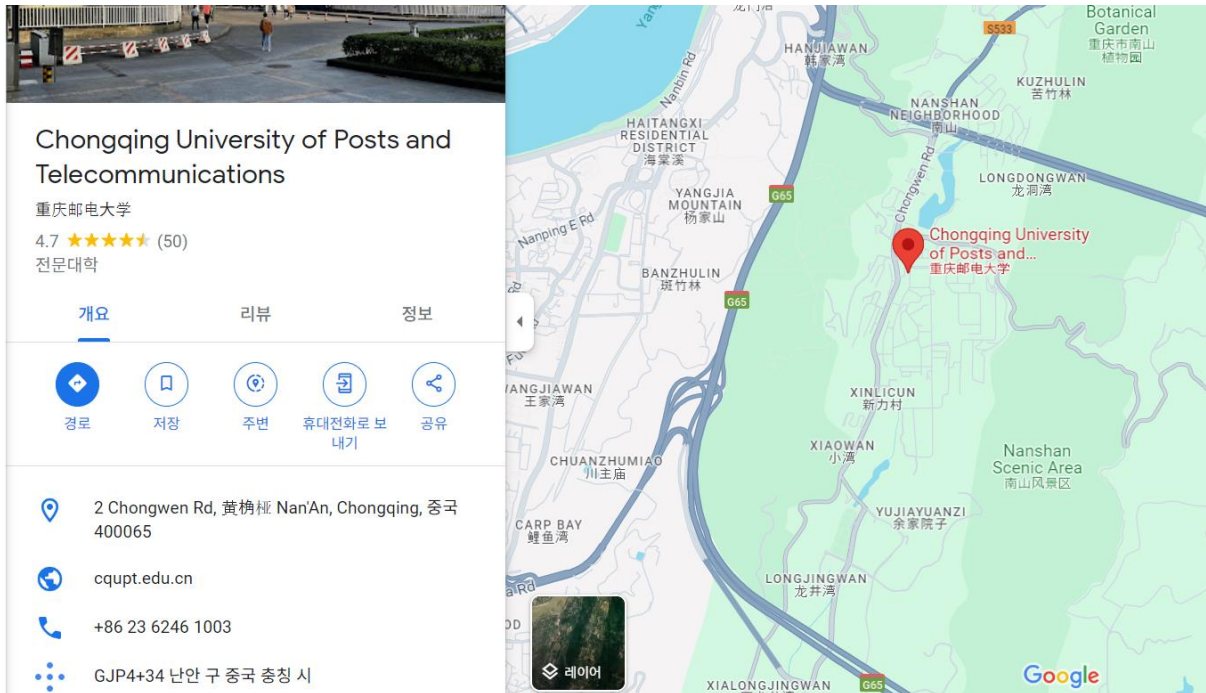 Chongqing University of Posts and
Telecommunications
重庆邮电大学
4.7
(50)
전문대학
개요
리뷰
정보
경로
저장
주변
휴대전화로 보
내기
공유
2 Chongwen Rd, 黄桷桠 Nan'An, Chongqing, 중국
400065
cqupt.edu.cn
+86 23 6246 1003
GJP4+34 난안 구 중국 충칭 시
Botanical
Garden
重庆市南山
植物园
S533
HANJIAWAN
韩家湾
KUZHULIN
苦竹林
Nanbin Rd
NANSHAN
NEIGHBORHOOD
南山
HAITANGXI
RESIDENTIAL
DISTRICT
海棠溪
Chongwen Rd
LONGDONGWAN
龙洞湾
YANGJIA
MOUNTAIN
杨家山
G65
Nanping E Rd
Chongqing University
of Posts and...
重庆邮电大学
BANZHULIN
斑竹林
G65
XINLICUN
新力村
王家湾
XIAOWAN
小湾
Nanshan
Scenic Area
南山风景区
CHUANZHUMIAO
川主庙
YUJIAYUANZI
余家院子
CARP BAY
鲤鱼湾
LONGJINGWAN
龙井湾
레이어
XIALONGJINGWAN
G65
Google